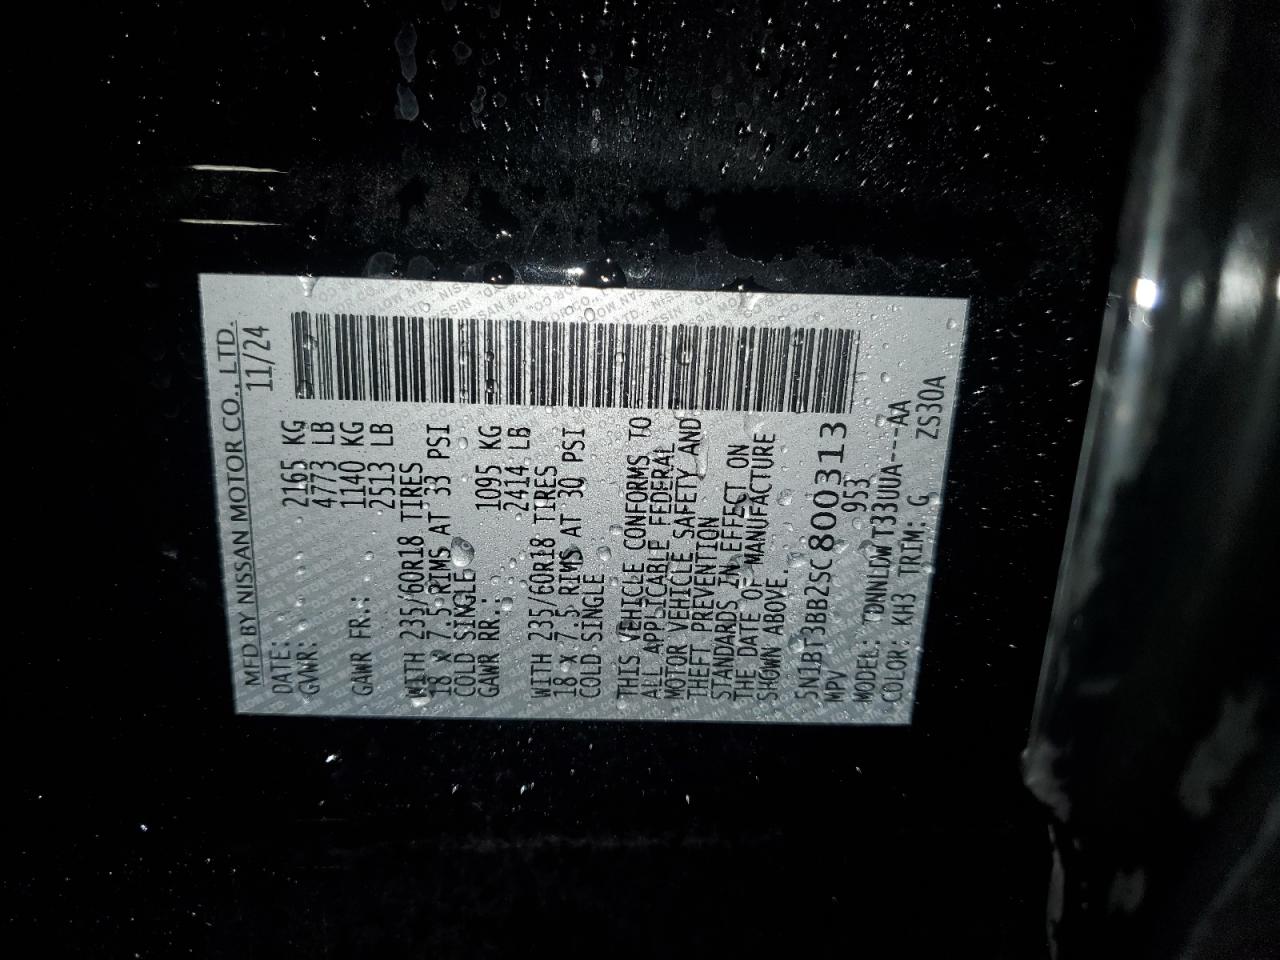 MFD BY NISSAN MOTOR CO., LTD.
DATE: 11/24
GVWR: 2165 KG
4773 LB
GAWR FR.: 1140 KG
2513 LB
WITH 235/60R18 TIRES
18 x 7.5 RIMS AT 33 PSI
COLD SINGLE
GAWR RR.: 1095 KG
2414 LB
WITH 235/60R18 TIRES
18 x 7.5 RIMS AT 30 PSI
COLD SINGLE
THIS VEHICLE CONFORMS TO
ALL APPLICABLE FEDERAL
MOTOR VEHICLE SAFETY AND
THEFT PREVENTION
STANDARDS IN EFFECT ON
THE DATE OF MANUFACTURE
SHOWN ABOVE.
5N1BT3BB2SC800313
MPV 953
MODEL: TDNNLDWT33UUA---AA
COLOR: KH3 TRIM: G ZS30A